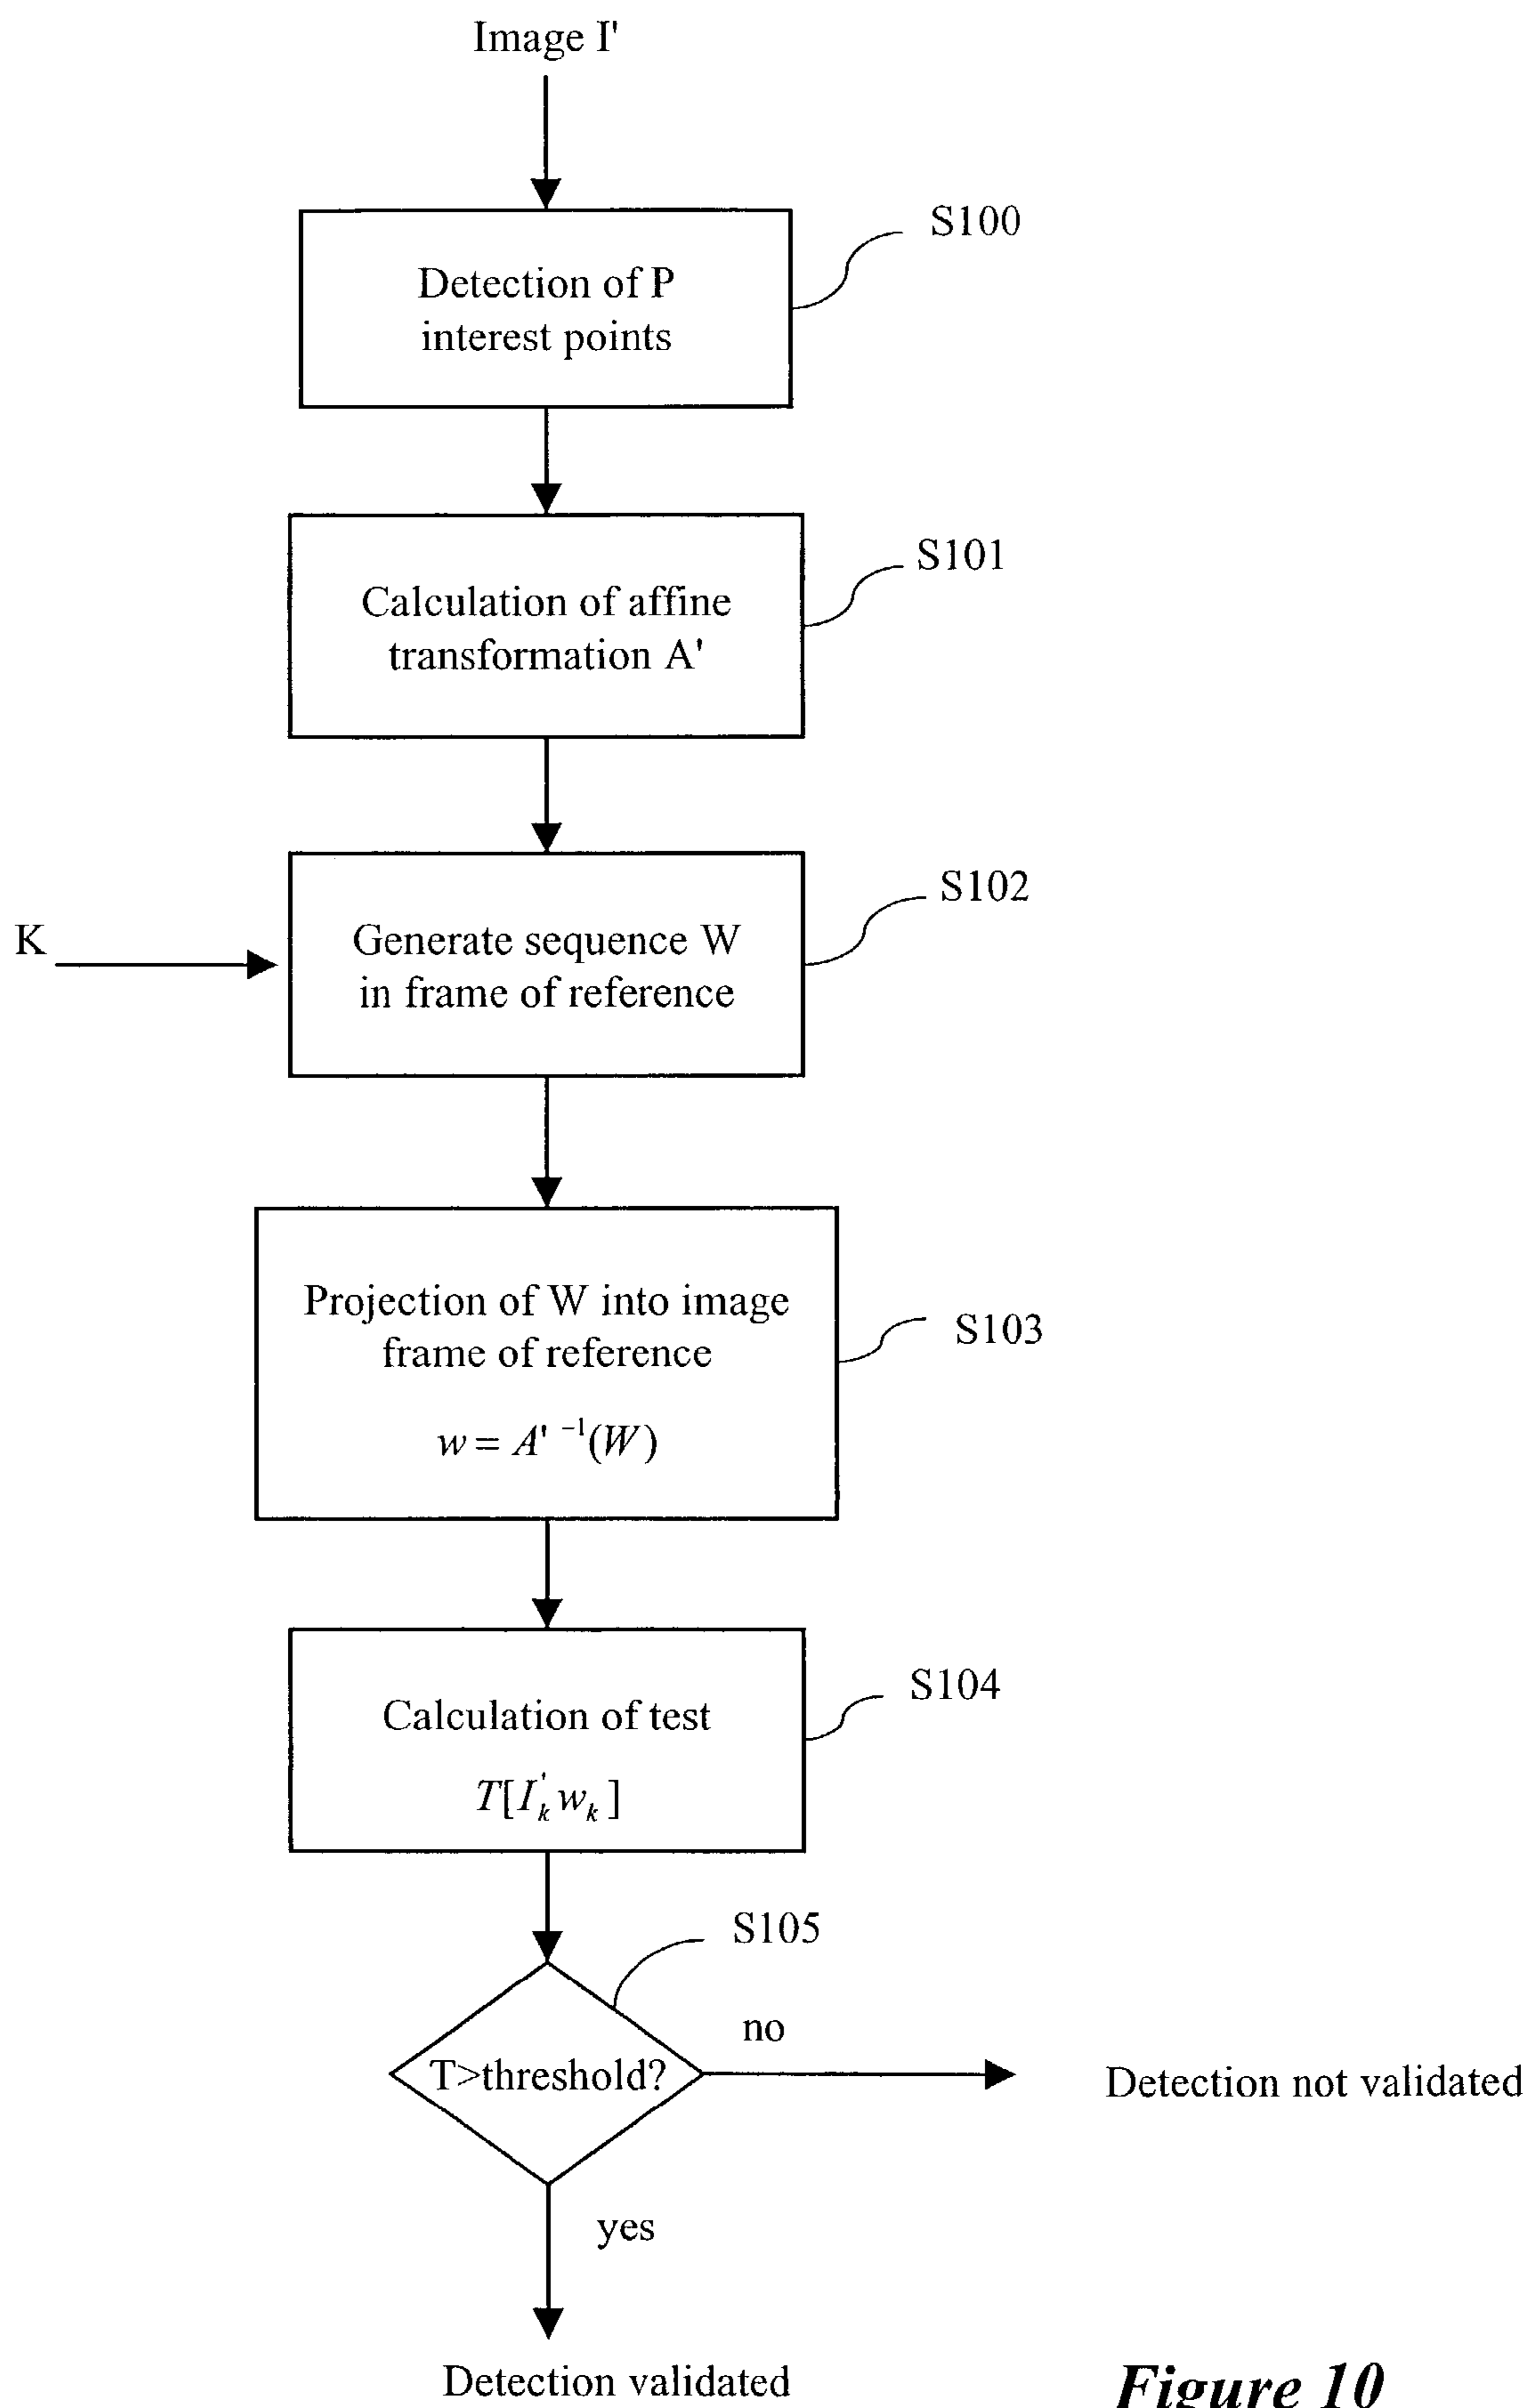 Image I'
S100
Detection of P
interest points
S101
Calculation of affine
transformation A'
S102
K
Generate sequence W
in frame of reference
Projection of W into image
S103
frame of reference
w = A' ⁻¹(W)
S104
Calculation of test
T[I'ₖ wₖ]
S105
no
T>threshold?
Detection not validated
yes
Detection validated
Figure 10